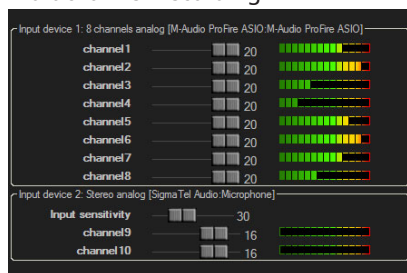 Input device 1: 8 channels analog [M-Audio ProFire ASIO:M-Audio ProFire ASIO]
channel1 20
channel2 20
channel3 20
channel4 20
channel5 20
channel6 20
channel7 20
channel8 20
Input device 2: Stereo analog [SigmaTel Audio:Microphone]
Input sensitivity 30
channel9 16
channel10 16